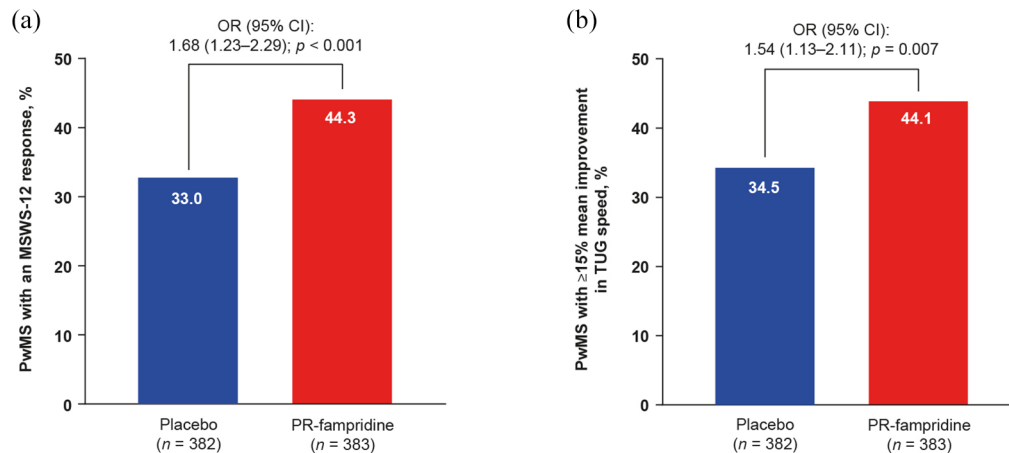 (a)
OR (95% CI):
1.68 (1.23–2.29); p < 0.001
PwMS with an MSWS-12 response, %
50
40
30
20
10
0
33.0
44.3
Placebo
(n = 382)
PR-fampridine
(n = 383)
(b)
OR (95% CI):
1.54 (1.13–2.11); p = 0.007
PwMS with ≥15% mean improvement
in TUG speed, %
50
40
30
20
10
0
34.5
44.1
Placebo
(n = 382)
PR-fampridine
(n = 383)